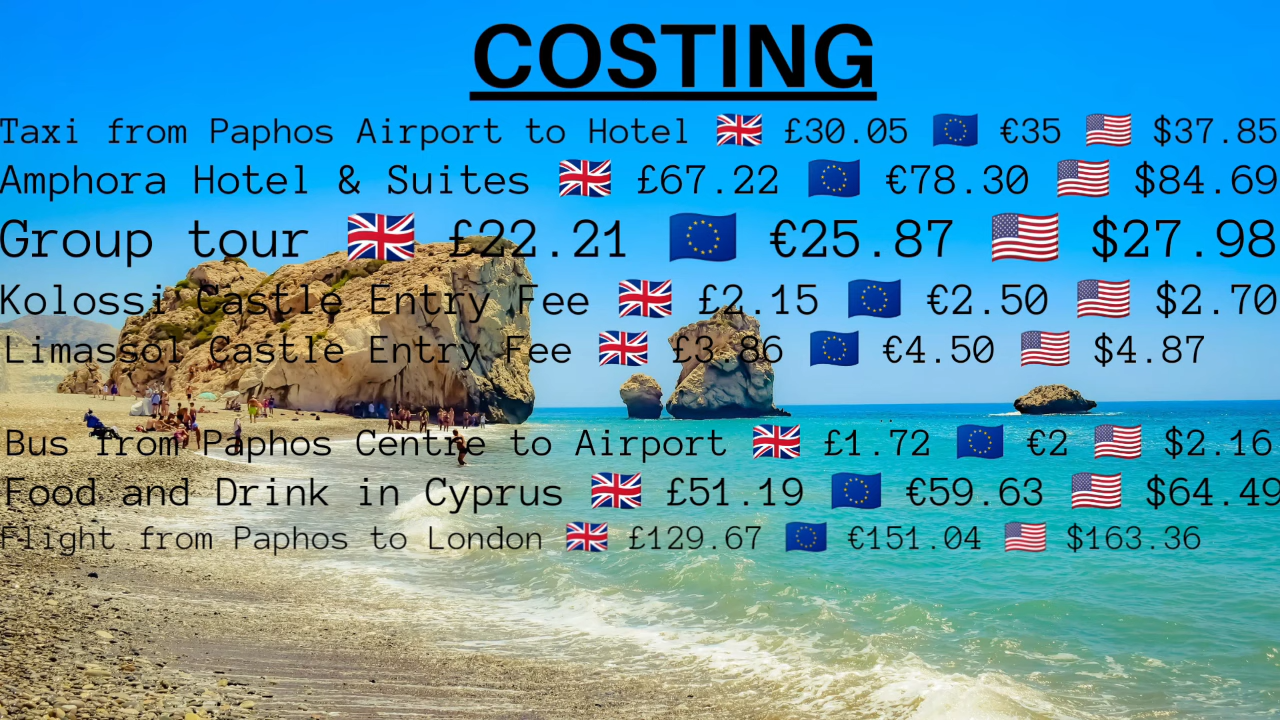 COSTING
Taxi from Paphos Airport to Hotel 🇬🇧 £30.05 🇪🇺 €35 🇺🇸 $37.85
Amphora Hotel & Suites 🇬🇧 £67.22 🇪🇺 €78.30 🇺🇸 $84.69
Group tour 🇬🇧 £22.21 🇪🇺 €25.87 🇺🇸 $27.98
Kolossi Castle Entry Fee 🇬🇧 £2.15 🇪🇺 €2.50 🇺🇸 $2.70
Limassol Castle Entry Fee 🇬🇧 £3.86 🇪🇺 €4.50 🇺🇸 $4.87
Bus from Paphos Centre to Airport 🇬🇧 £1.72 🇪🇺 €2 🇺🇸 $2.16
Food and Drink in Cyprus 🇬🇧 £51.19 🇪🇺 €59.63 🇺🇸 $64.49
Flight from Paphos to London 🇬🇧 £129.67 🇪🇺 €151.04 🇺🇸 $163.36